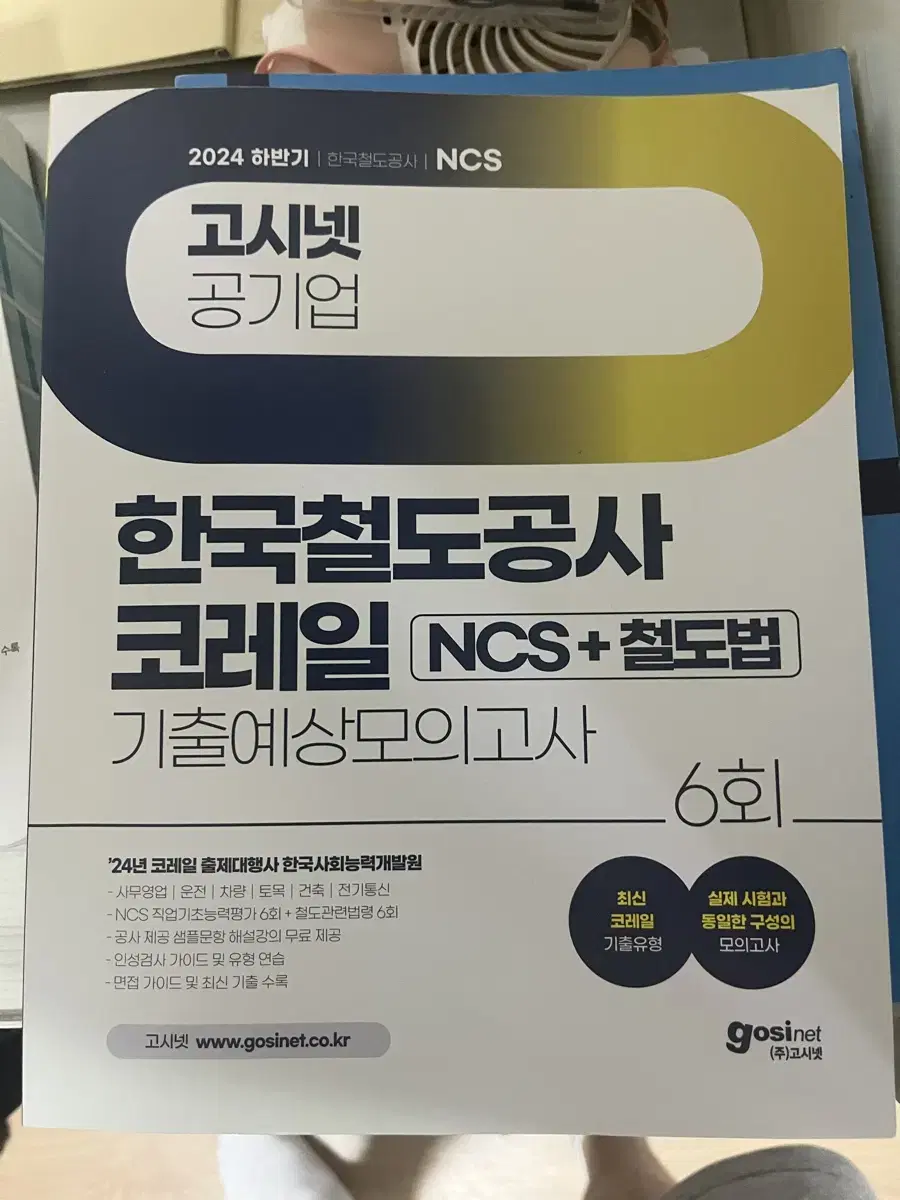 2024 하반기 | 한국철도공사 | NCS
고시넷
공기업
한국철도공사
코레일 NCS + 철도법
기출예상모의고사
6회
'24년 코레일 출제대행사 한국사회능력개발원
- 사무영업 | 운전 | 차량 | 토목 | 건축 | 전기통신
- NCS 직업기초능력평가 6회 + 철도관련법령 6회
- 공사 제공 샘플문항 해설강의 무료 제공
- 인성검사 가이드 및 유형 연습
- 면접 가이드 및 최신 기출 수록
최신
코레일
기출유형
실제 시험과
동일한 구성의
모의고사
고시넷 www.gosinet.co.kr
gosinet
(주)고시넷
수록